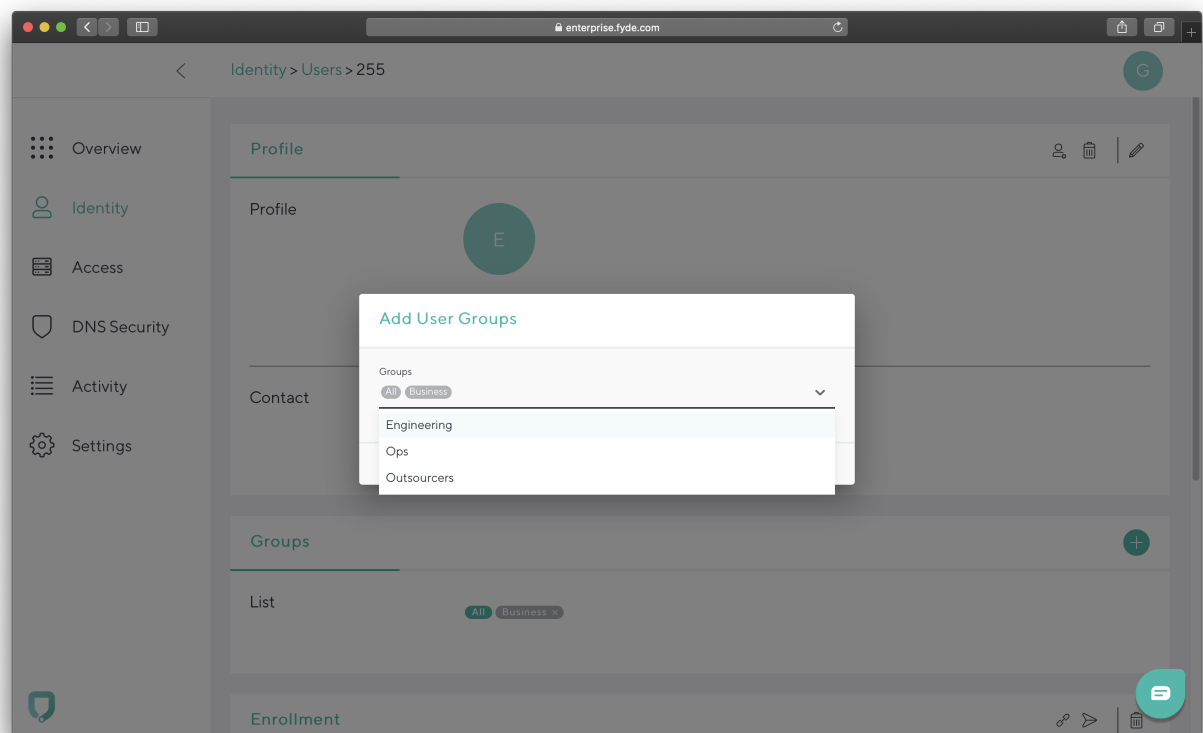 enterprise.fyde.com
Identity > Users > 255
G
Overview
Identity
Access
DNS Security
Activity
Settings
Profile
Profile
E
Contact
Add User Groups
Groups
All Business
Engineering
Ops
Outsourcers
Groups
List
All Business ×
Enrollment